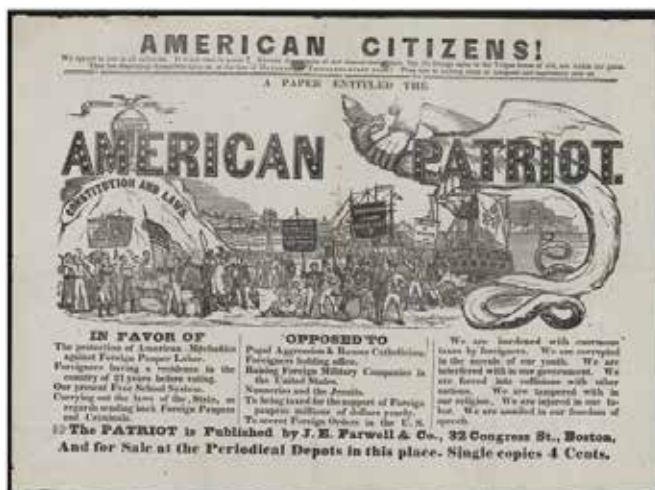 AMERICAN CITIZENS!
A PAPER ENTITLED THE
AMERICAN PATRIOT.
CONSTITUTION AND LAWS
IN FAVOR OF
The protection of American Mechanics
against Foreign Pauper Labor.
Foreigners having a residence in the
country of 21 years before voting.
Our present Free School System.
Carrying out the laws of the State, as
regards sending back Foreign Paupers
and Criminals.
OPPOSED TO
Papal Aggression & Roman Catholicism.
Foreigners holding office.
Raising Foreign Military Companies in
the United States.
Nunneries and the Jesuits.
To being taxed for the support of Foreign
paupers millions of dollars yearly.
To secret Foreign Orders in the U. S.
We are burdened with enormous
taxes by foreigners. We are corrupted
in the morals of our youth. We are
interfered with in our government. We
are forced into collisions with other
nations. We are tampered with in
our religion. We are injured in our la-
bor. We are assailed in our freedom of
speech.
The PATRIOT is Published by J. E. Farwell & Co., 32 Congress St., Boston,
And for Sale at the Periodical Depots in this place. Single copies 4 Cents.